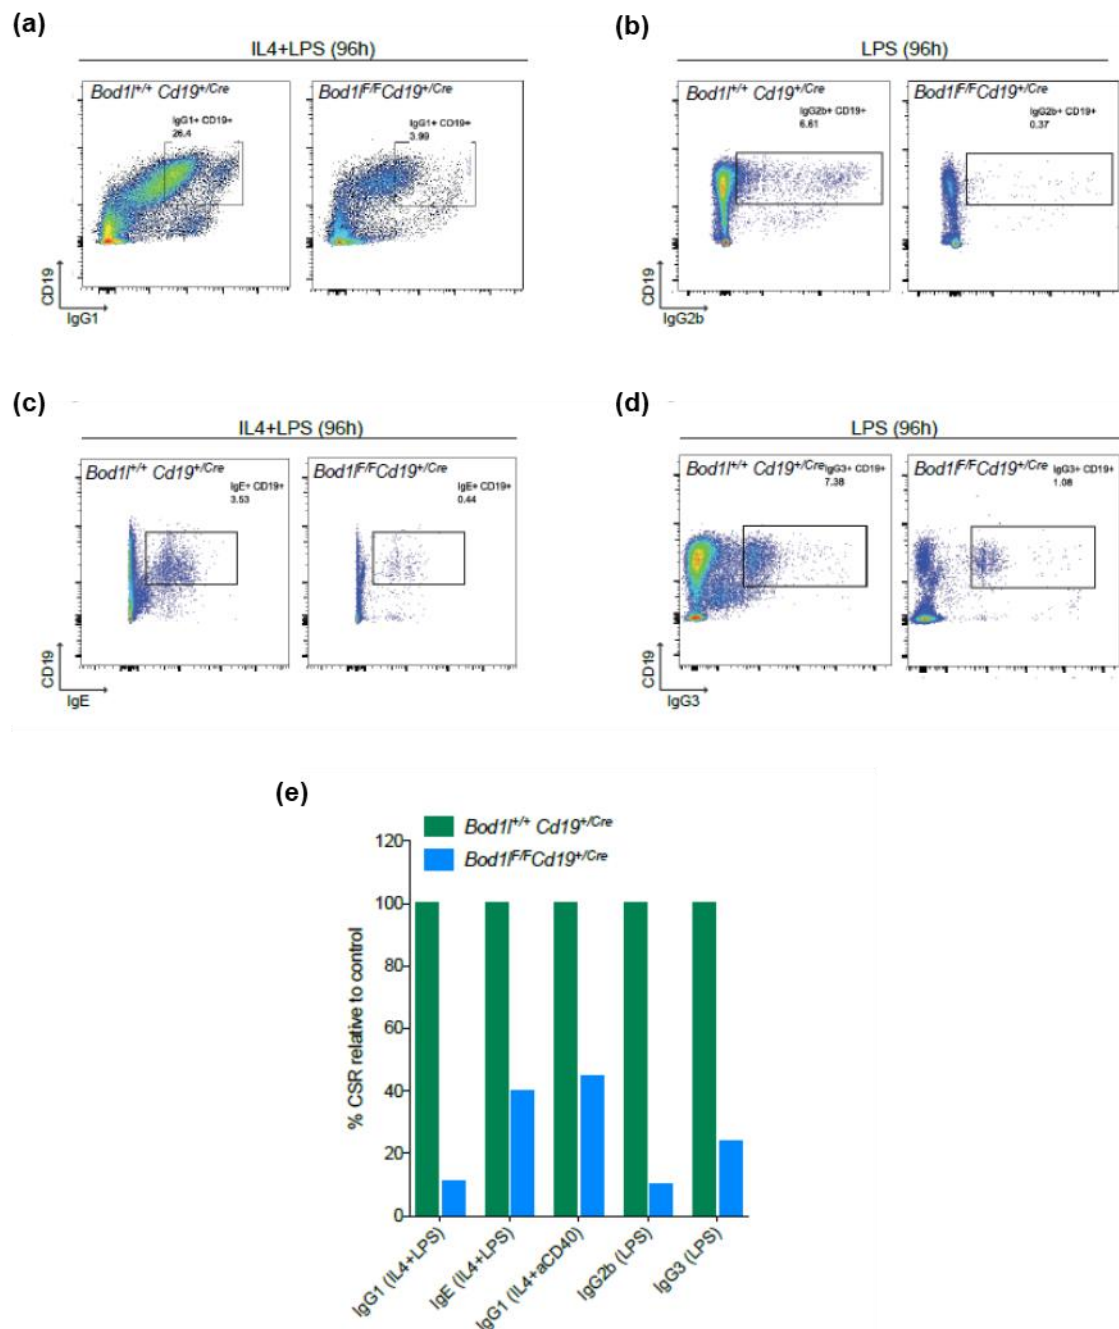 (a)
IL4+LPS (96h)
Bod1l+/+ Cd19+/Cre
IgG1+ CD19+
26.4
Bod1lF/FCd19+/Cre
IgG1+ CD19+
3.99
CD19
IgG1
(b)
LPS (96h)
Bod1l+/+ Cd19+/Cre
IgG2b+ CD19+
6.61
Bod1lF/FCd19+/Cre
IgG2b+ CD19+
0.37
CD19
IgG2b
(c)
IL4+LPS (96h)
Bod1l+/+ Cd19+/Cre
IgE+ CD19+
3.53
Bod1lF/FCd19+/Cre
IgE+ CD19+
0.44
CD19
IgE
(d)
LPS (96h)
Bod1l+/+ Cd19+/Cre
IgG3+ CD19+
7.38
Bod1lF/FCd19+/Cre
IgG3+ CD19+
1.08
CD19
IgG3
(e)
Bod1l+/+ Cd19+/Cre
Bod1lF/FCd19+/Cre
% CSR relative to control
120
100
80
60
40
20
0
IgG1 (IL4+LPS)
IgE (IL4+LPS)
IgG1 (IL4+aCD40)
IgG2b (LPS)
IgG3 (LPS)